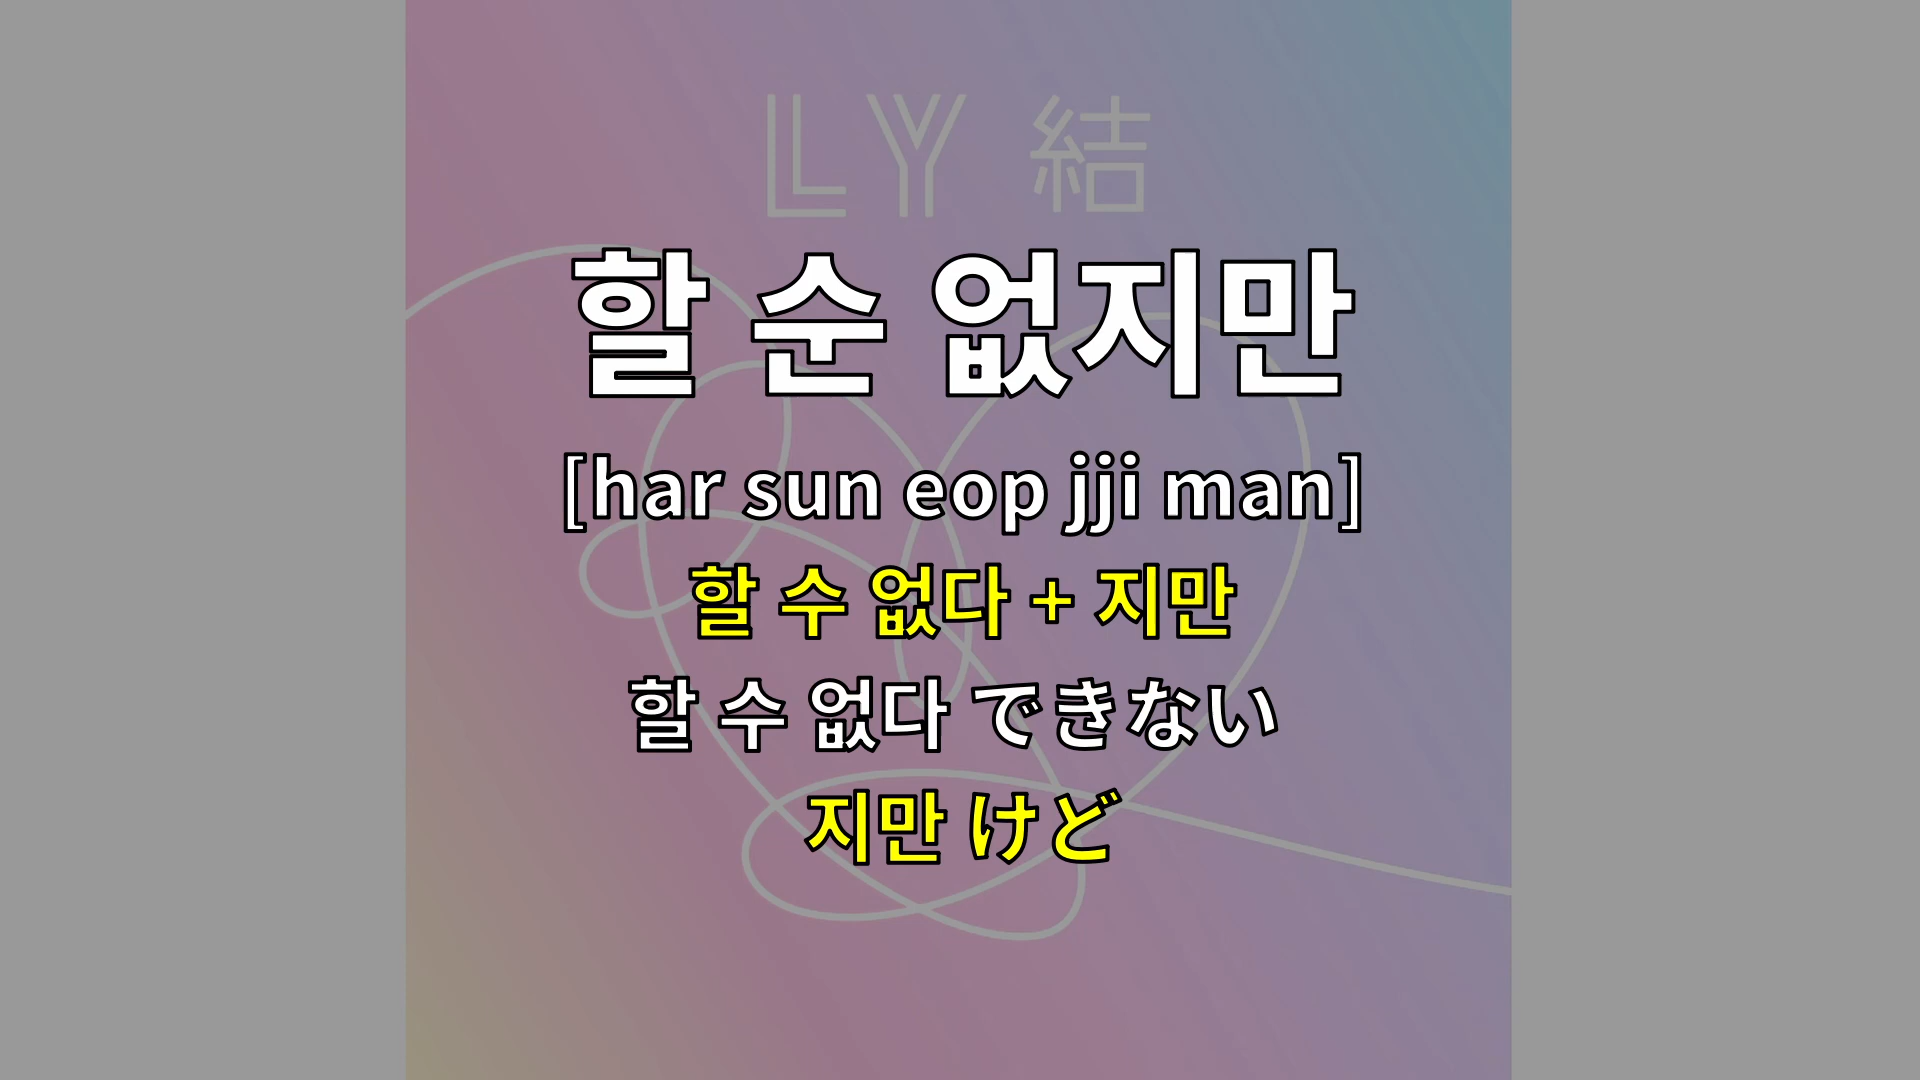 LY 結
할 순 없지만
[har sun eop jji man]
할 수 없다 + 지만
할 수 없다 できない
지만 けど